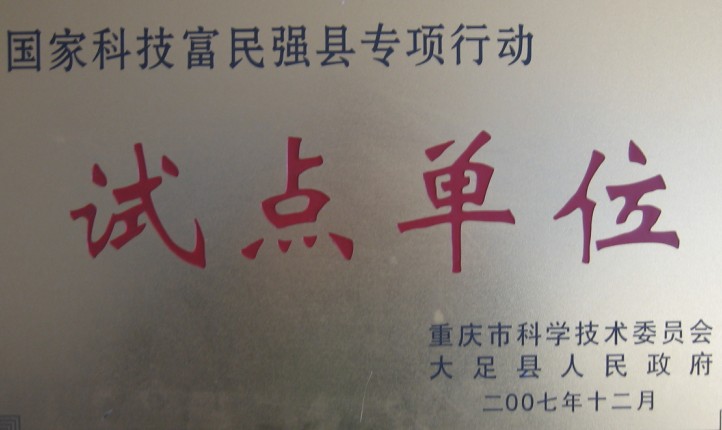 国家科技富民强县专项行动
试点单位
重庆市科学技术委员会
大足县人民政府
二00七年十二月